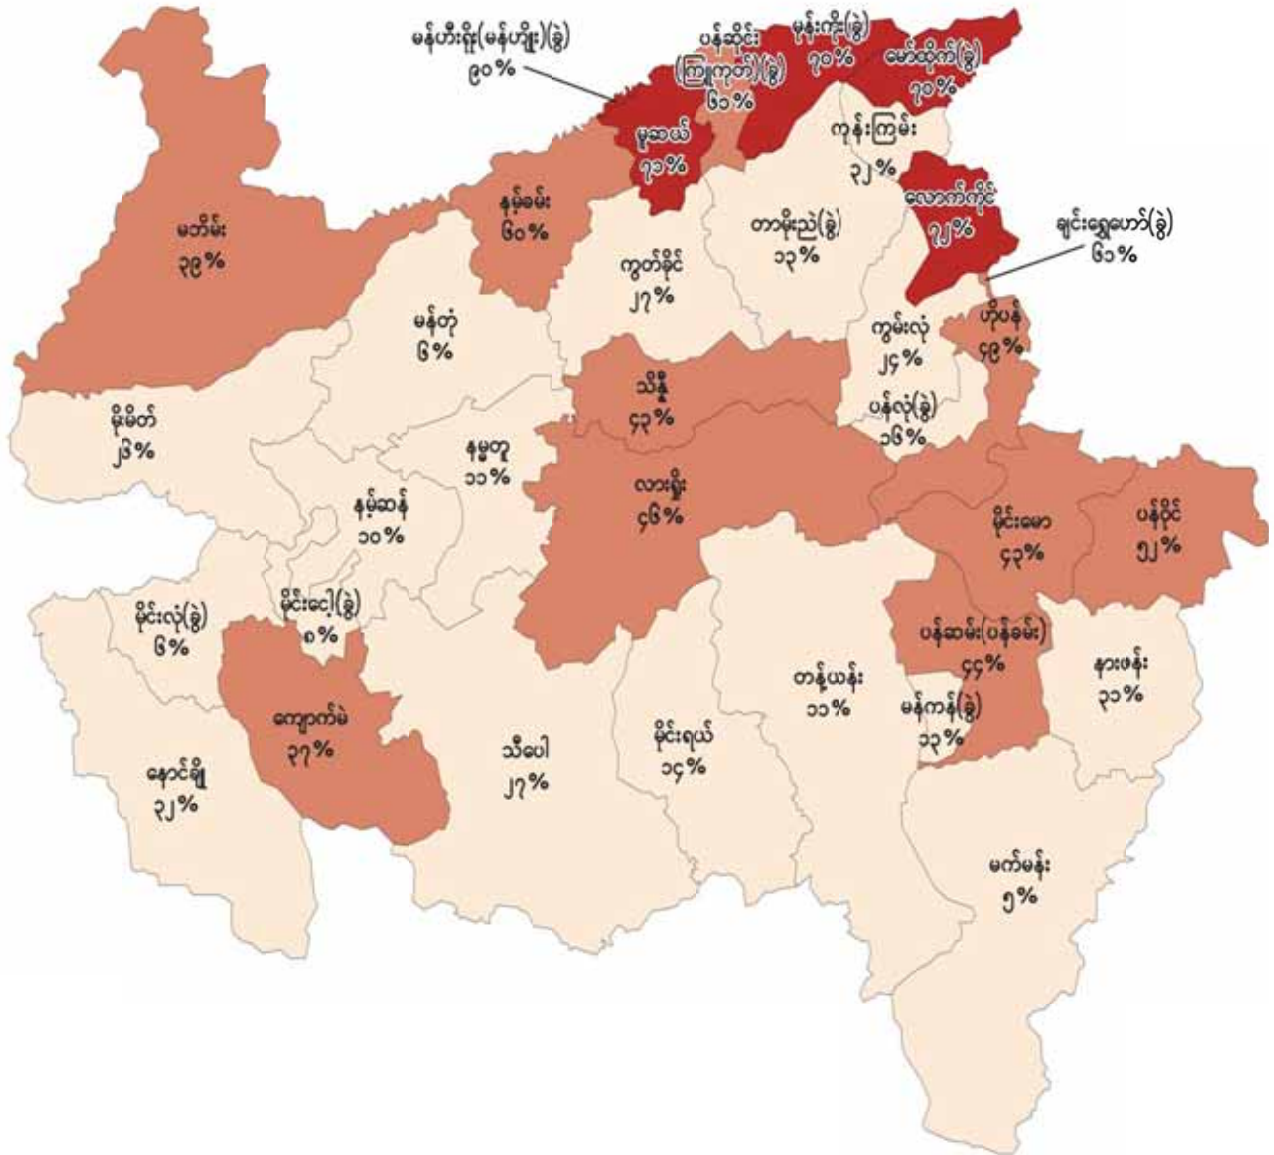 မန်ဟီးရိုး(မန်ဟျိုး)(ခွဲ)
၉၀%
ပန်ဆိုင်း
(ကြူကုတ်)(ခွဲ)
၆၁%
မုန်းကိုး(ခွဲ)
၇၀%
မော်ထိုက်(ခွဲ)
၇၀%
မူဆယ်
၇၁%
ကုန်းကြမ်း
၃၂%
လောက်ကိုင်
၇၂%
ချင်းရွှေဟော်(ခွဲ)
၆၁%
မဘိမ်း
၃၉%
နမ့်ခမ်း
၆၀%
တာမိုးညဲ(ခွဲ)
၁၃%
ကွတ်ခိုင်
၂၇%
ဟိုပန်
၄၉%
မန်တုံ
၆%
ကွမ်းလုံ
၂၄%
သိန္နီ
၄၃%
ပန်လုံ(ခွဲ)
၁၆%
မိုးမိတ်
၂၆%
နမ္မတူ
၁၁%
လားရှိုး
၄၆%
နမ့်ဆန်
၁၀%
မိုင်းမော
၄၃%
ပန်ဝိုင်
၅၂%
မိုင်းလုံ(ခွဲ)
၆%
မိုင်းငေါ့(ခွဲ)
၈%
ပန်ဆမ်း(ပန်ခမ်း)
၄၄%
နားဖန်း
၃၁%
တန့်ယန်း
၁၁%
မန်ကန်(ခွဲ)
၁၃%
ကျောက်မဲ
၃၇%
သီပေါ
၂၇%
မိုင်းရယ်
၁၄%
နောင်ချို
၃၂%
မက်မန်း
၅%